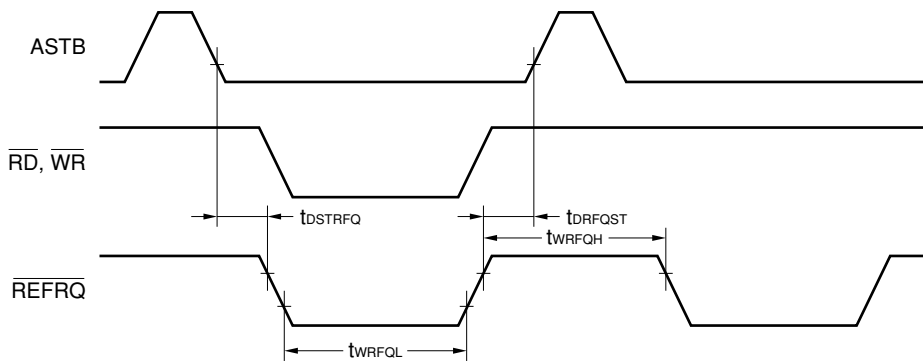 ASTB
RD, WR
tDSTRFQ
tDRFQST
tWRFQH
REFRQ
tWRFQL